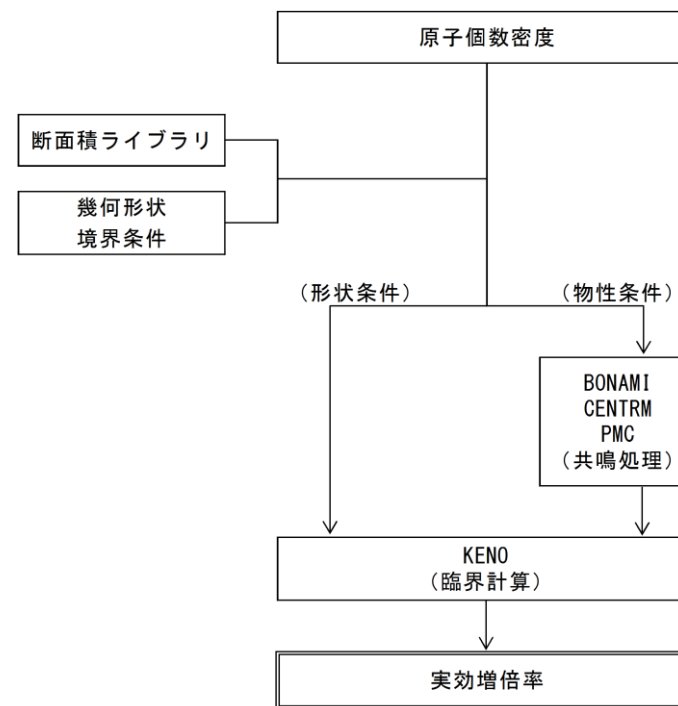 原子個数密度
断面積ライブラリ
幾何形状
境界条件
(形状条件)
(物性条件)
BONAMI
CENTRM
PMC
(共鳴処理)
KENO
(臨界計算)
実効増倍率